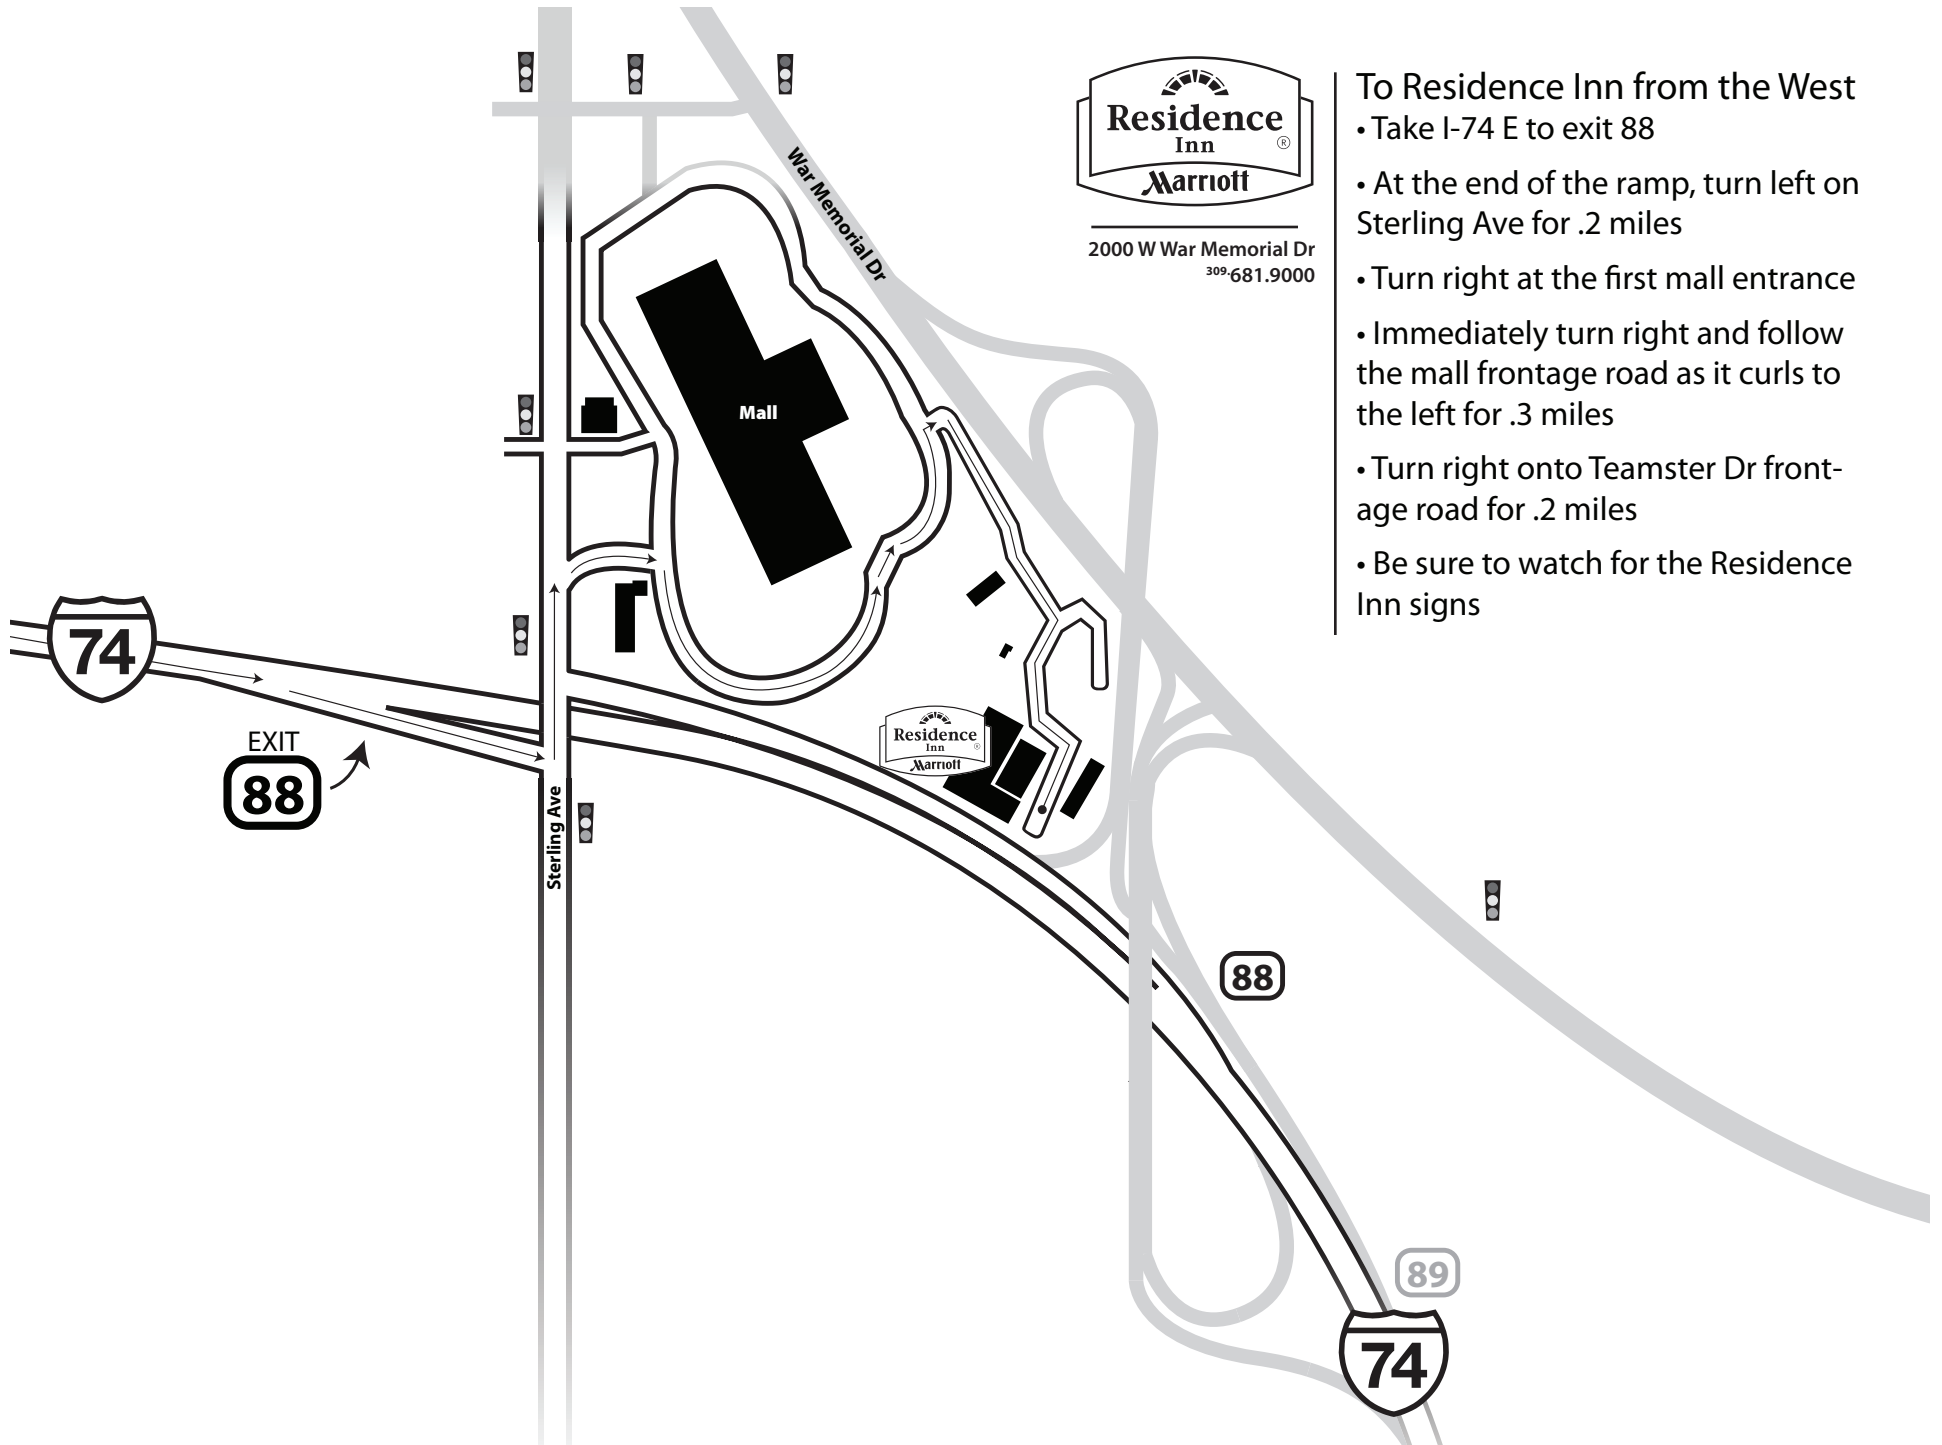 Residence
Inn
®
Marriott
2000 W War Memorial Dr
309.681.9000
To Residence Inn from the West
• Take I-74 E to exit 88
• At the end of the ramp, turn left on
Sterling Ave for .2 miles
• Turn right at the first mall entrance
• Immediately turn right and follow
the mall frontage road as it curls to
the left for .3 miles
• Turn right onto Teamster Dr front-
age road for .2 miles
• Be sure to watch for the Residence
Inn signs
War Memorial Dr
Mall
74
EXIT
88
Sterling Ave
Residence
Inn
®
Marriott
88
89
74